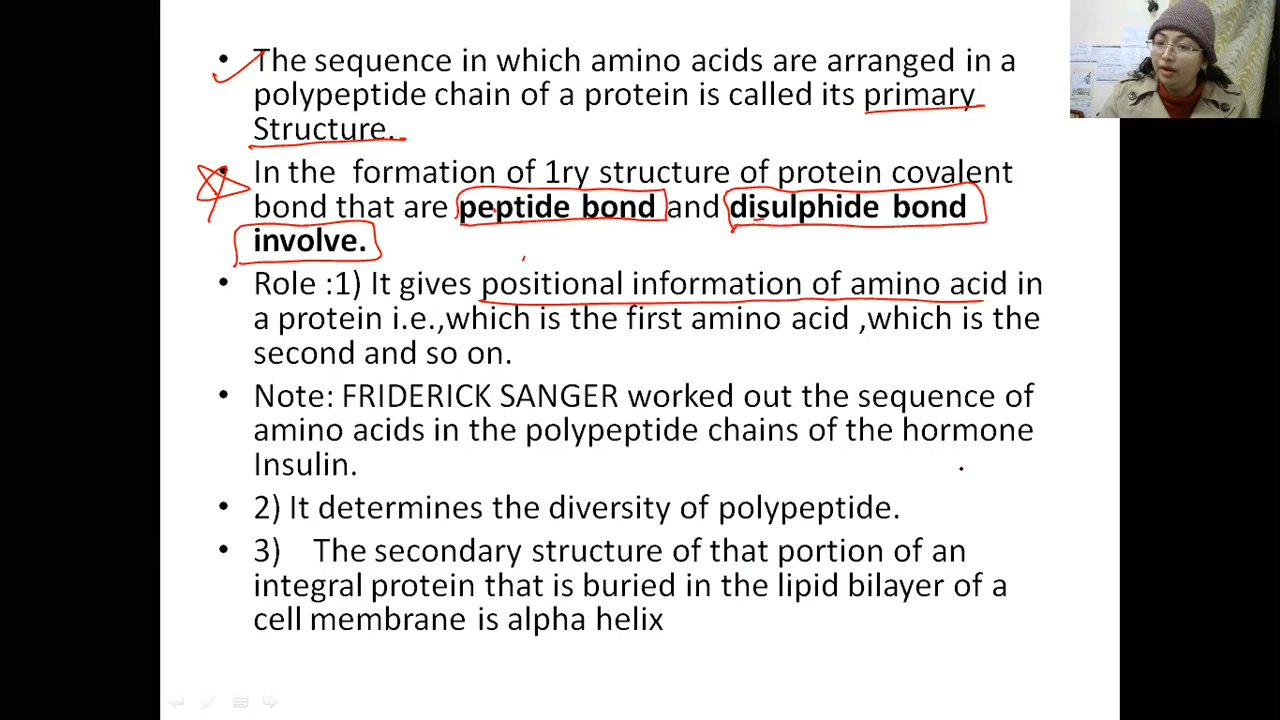 • The sequence in which amino acids are arranged in a
polypeptide chain of a protein is called its primary
Structure.
• In the formation of 1ry structure of protein covalent
bond that are peptide bond and disulphide bond
involve.
• Role :1) It gives positional information of amino acid in
a protein i.e.,which is the first amino acid ,which is the
second and so on.
• Note: FRIDERICK SANGER worked out the sequence of
amino acids in the polypeptide chains of the hormone
Insulin.
• 2) It determines the diversity of polypeptide.
• 3) The secondary structure of that portion of an
integral protein that is buried in the lipid bilayer of a
cell membrane is alpha helix